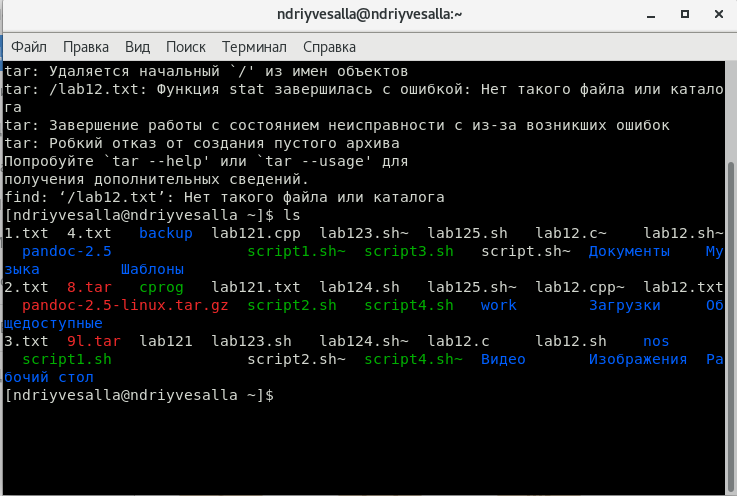 ndriyvesalla@ndriyvesalla:~
Файл Правка Вид Поиск Терминал Справка
tar: Удаляется начальный `/' из имен объектов
tar: /lab12.txt: Функция stat завершилась с ошибкой: Нет такого файла или катало
га
tar: Завершение работы с состоянием неисправности с из-за возникших ошибок
tar: Робкий отказ от создания пустого архива
Попробуйте `tar --help' или `tar --usage' для
получения дополнительных сведений.
find: ‘/lab12.txt’: Нет такого файла или каталога
[ndriyvesalla@ndriyvesalla ~]$ ls
1.txt  4.txt   backup  lab121.cpp  lab123.sh~  lab125.sh   lab12.c~    lab12.sh~
  pandoc-2.5               script1.sh~  script3.sh   script.sh~  Документы    Му
зыка         Шаблоны
2.txt  8.tar   cprog   lab121.txt  lab124.sh   lab125.sh~  lab12.cpp~  lab12.txt
  pandoc-2.5-linux.tar.gz  script2.sh   script4.sh   work        Загрузки     Об
щедоступные
3.txt  9l.tar  lab121  lab123.sh   lab124.sh~  lab12.c     lab12.sh    nos
  script1.sh               script2.sh~  script4.sh~  Видео       Изображения  Ра
бочий стол
[ndriyvesalla@ndriyvesalla ~]$